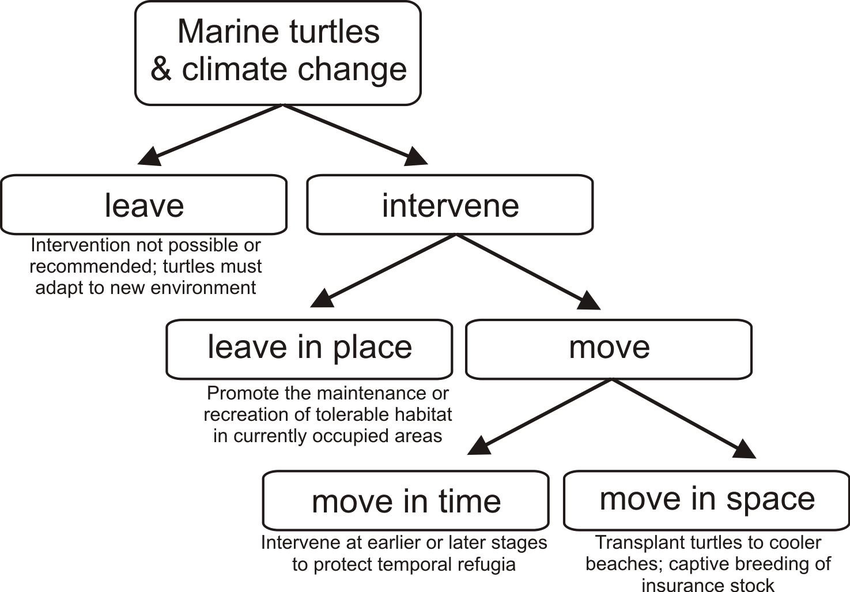 Marine turtles
& climate change
leave
intervene
Intervention not possible or
recommended; turtles must
adapt to new environment
leave in place
move
Promote the maintenance or
recreation of tolerable habitat
in currently occupied areas
move in time
move in space
Intervene at earlier or later stages
to protect temporal refugia
Transplant turtles to cooler
beaches; captive breeding of
insurance stock